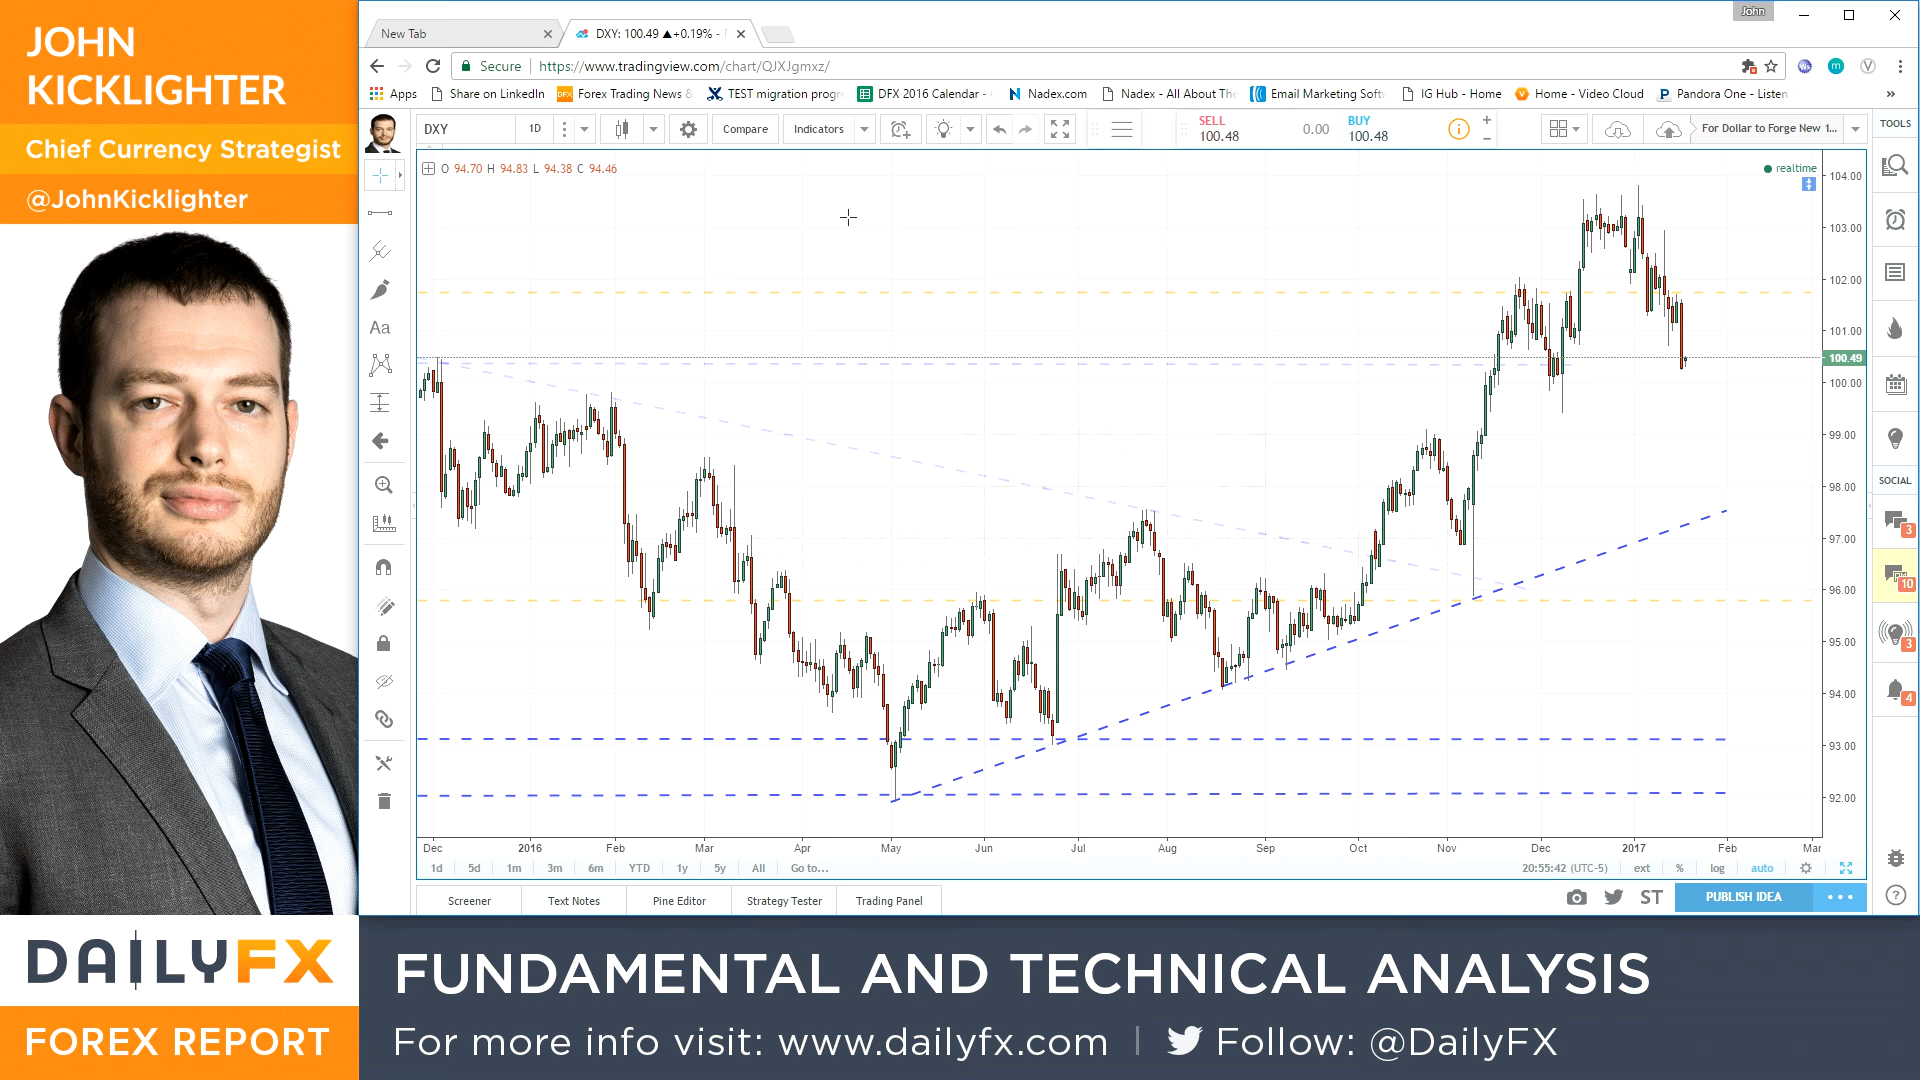 JOHN
KICKLIGHTER
Chief Currency Strategist
@JohnKicklighter
DAILYFX
FOREX REPORT
John
New Tab
DXY: 100.49 ▲+0.19% -
Secure
https://www.tradingview.com/chart/QJXJgmxz/
Apps
Share on LinkedIn
Forex Trading News &
TEST migration progr
DFX 2016 Calendar -
Nadex.com
Nadex - All About The
Email Marketing Softw
IG Hub - Home
Home - Video Cloud
Pandora One - Listen
»
DXY
1D
Compare
Indicators
SELL
100.48
0.00
BUY
100.48
For Dollar to Forge New 1...
TOOLS
O 94.70 H 94.83 L 94.38 C 94.46
realtime
Aa
104.00
103.00
102.00
101.00
100.49
100.00
99.00
98.00
97.00
96.00
95.00
94.00
93.00
92.00
SOCIAL
3
10
3
4
Dec 2016 Feb Mar Apr May Jun Jul Aug Sep Oct Nov Dec 2017 Feb Mar
1d 5d 1m 3m 6m YTD 1y 5y All Go to...
20:55:42 (UTC-5) ext % log auto
Screener
Text Notes
Pine Editor
Strategy Tester
Trading Panel
ST
PUBLISH IDEA
FUNDAMENTAL AND TECHNICAL ANALYSIS
For more info visit: www.dailyfx.com | Follow: @DailyFX